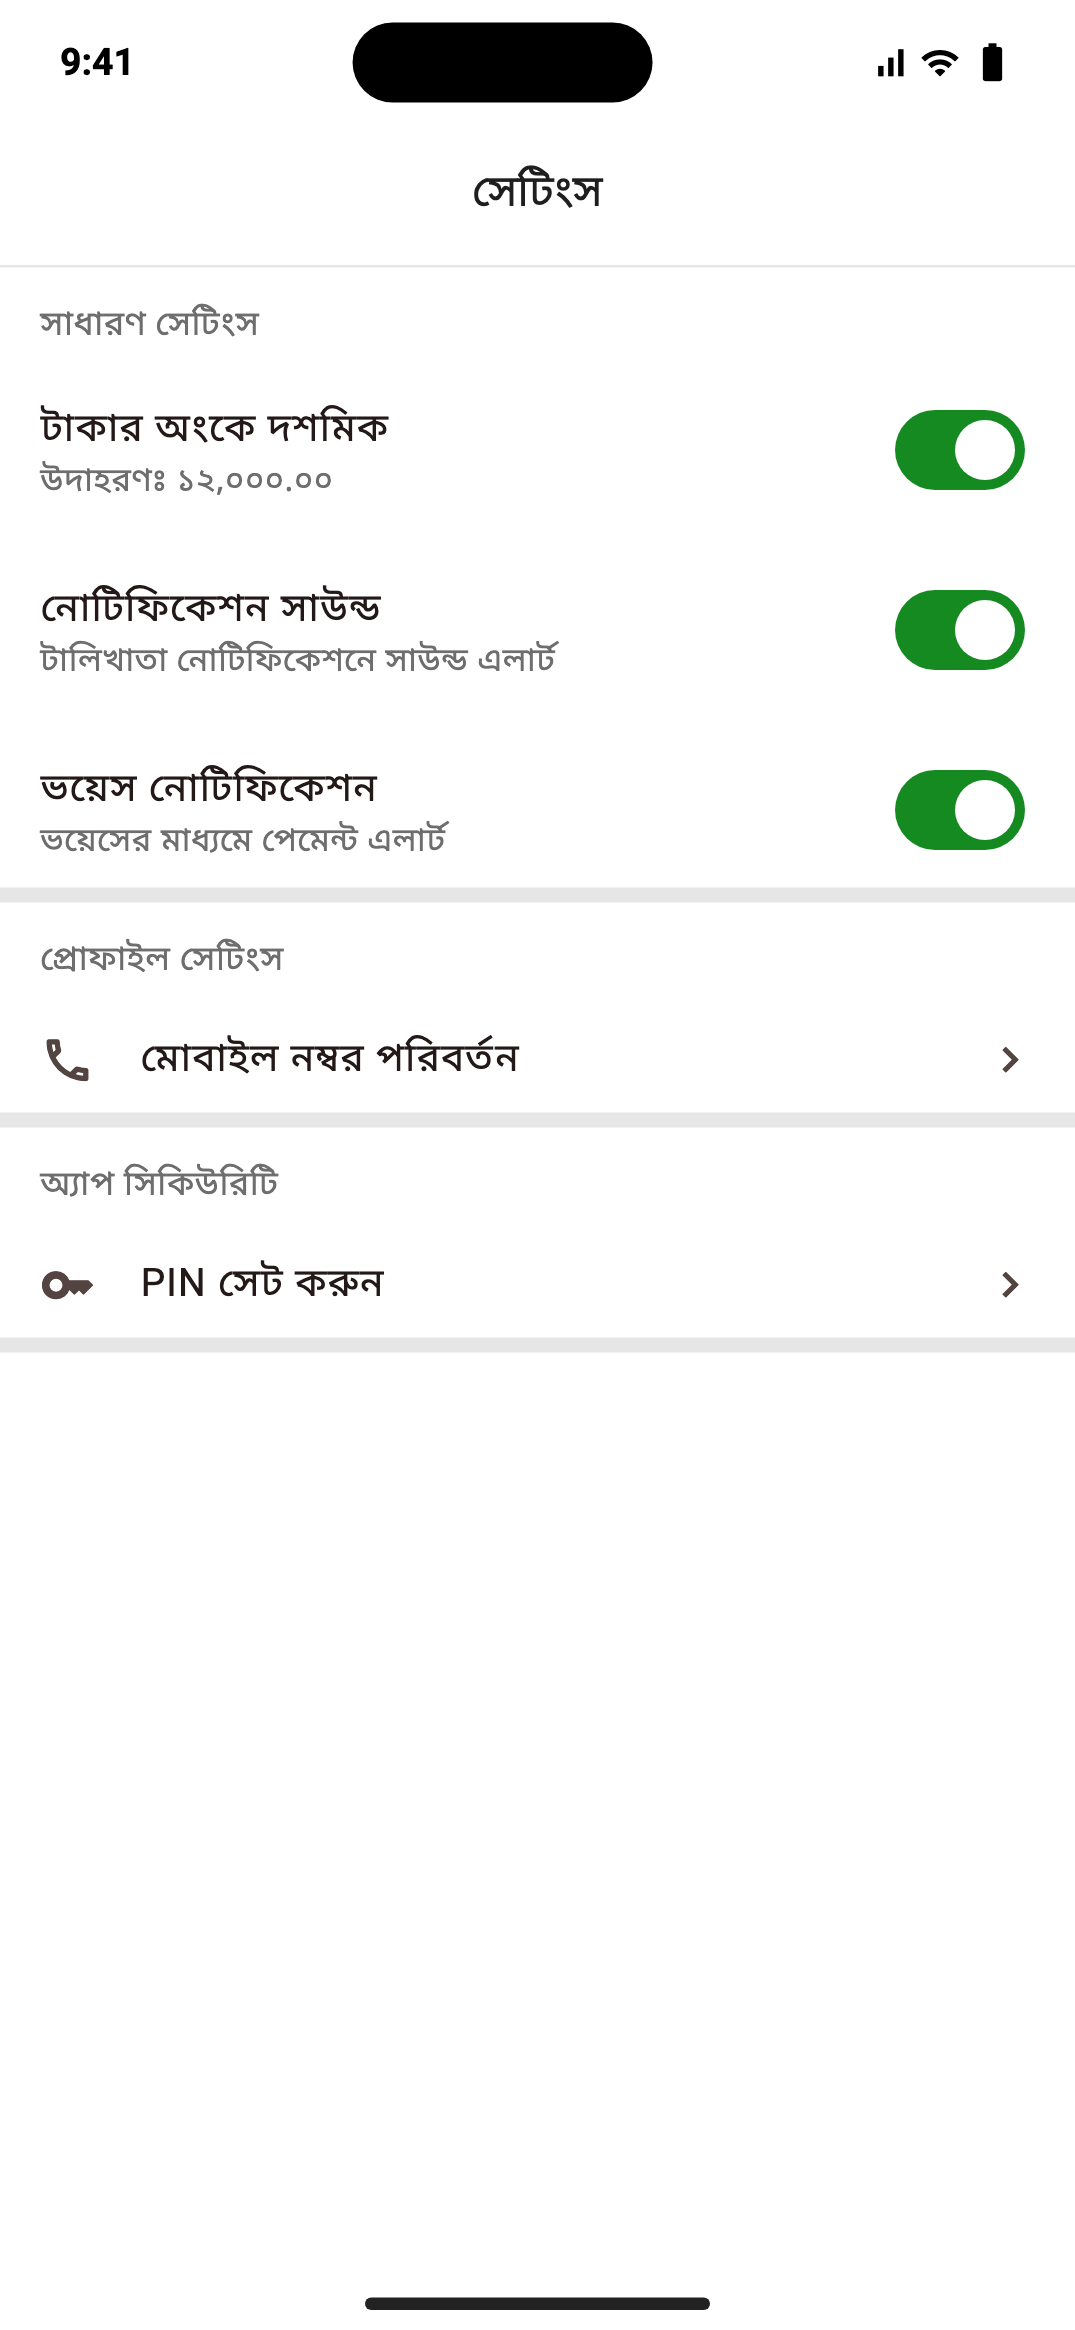 9:41
সেটিংস
সাধারণ সেটিংস
টাকার অংকে দশমিক
উদাহরণঃ ১২,০০০.০০
নোটিফিকেশন সাউন্ড
টালিখাতা নোটিফিকেশনে সাউন্ড এলার্ট
ভয়েস নোটিফিকেশন
ভয়েসের মাধ্যমে পেমেন্ট এলার্ট
প্রোফাইল সেটিংস
মোবাইল নম্বর পরিবর্তন
অ্যাপ সিকিউরিটি
PIN সেট করুন